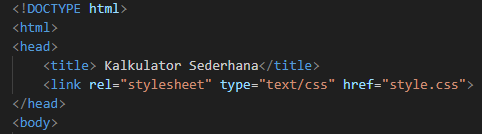 <!DOCTYPE html>
<html>
<head>
    <title> Kalkulator Sederhana</title>
    <link rel="stylesheet" type="text/css" href="style.css">
</head>
<body>